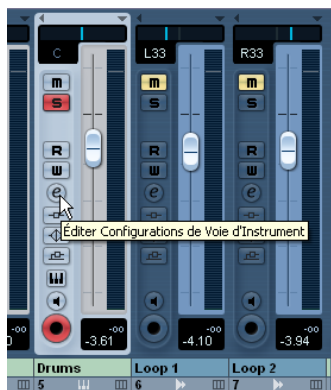 C L33 R33
m m m
S S S
R R R
W W W
e e e
Éditer Configurations de Voie d'Instrument
-oo -oo -oo
-3.61 -4.10 -3.94
Drums Loop 1 Loop 2
5 6 7